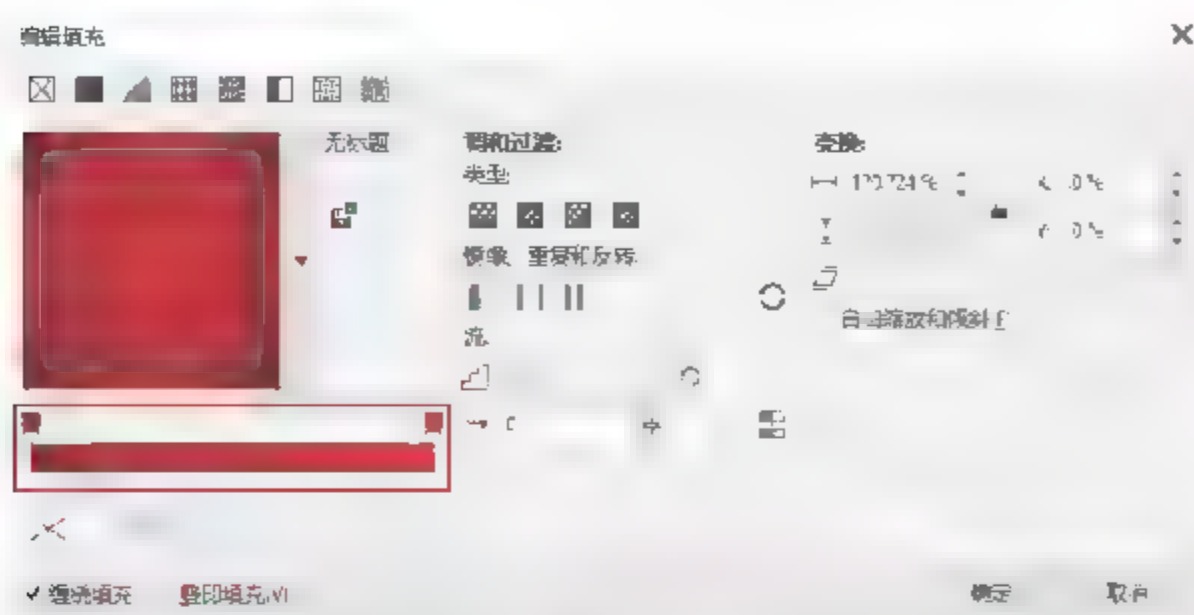 编辑填充
无标题
调和过渡:
变换:
类型:
镜像、重复和反转:
流:
自动缩放和倾斜(F)
缠绕填充
叠印填充(V)
确定
取消